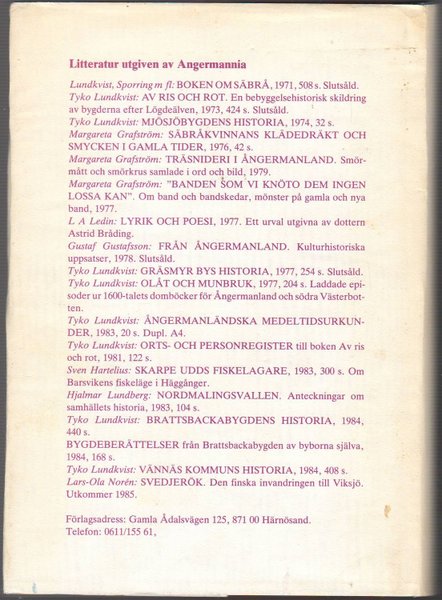 Litteratur utgiven av Angermannia
Lundkvist, Sporring m fl: BOKEN OM SÄBRÅ, 1971, 508 s. Slutsåld.
Tyko Lundkvist: AV RIS OCH ROT. En bebyggelsehistorisk skildring
av bygderna efter Lögdeälven, 1973, 424 s. Slutsåld.
Tyko Lundkvist: MJÖSJÖBYGDENS HISTORIA, 1974, 32 s.
Margareta Grafström: SÄBRÅKVINNANS KLÄDEDRÄKT OCH
SMYCKEN I GAMLA TIDER, 1976, 42 s.
Margareta Grafström: TRÄSNIDERI I ÅNGERMANLAND. Smör-
mått och smörkrus samlade i ord och bild, 1979.
Margareta Grafström: "BANDEN SOM VI KNÖTO DEM INGEN
LOSSA KAN". Om band och bandskedar, mönster på gamla och nya
band, 1977.
L A Ledin: LYRIK OCH POESI, 1977. Ett urval utgivna av dottern
Astrid Bråding.
Gustaf Gustafsson: FRÅN ÅNGERMANLAND. Kulturhistoriska
uppsatser, 1978. Slutsåld.
Tyko Lundkvist: GRÄSMYR BYS HISTORIA, 1977, 254 s. Slutsåld.
Tyko Lundkvist: OLÅT OCH MUNBRUK, 1977, 204 s. Laddade epi-
soder ur 1600-talets domböcker för Ångermanland och södra Västerbot-
ten.
Tyko Lundkvist: ÅNGERMANLÄNDSKA MEDELTIDSURKUN-
DER, 1983, 20 s. Dupl. A4.
Tyko Lundkvist: ORTS- OCH PERSONREGISTER till boken Av ris
och rot, 1981, 122 s.
Sven Hartelius: SKARPE UDDS FISKELAGARE, 1983, 300 s. Om
Barsvikens fiskeläge i Häggånger.
Hjalmar Lundberg: NORDMALINGSVALLEN. Anteckningar om
samhällets historia, 1983, 104 s.
Tyko Lundkvist: BRATTSBACKABYGDENS HISTORIA, 1984,
440 s.
BYGDEBERÄTTELSER från Brattsbackabygden av byborna själva,
1984, 168 s.
Tyko Lundkvist: VÄNNÄS KOMMUNS HISTORIA, 1984, 408 s.
Lars-Ola Norén: SVEDJERÖK. Den finska invandringen till Viksjö.
Utkommer 1985.
Förlagsadress: Gamla Ådalsvägen 125, 871 00 Härnösand.
Telefon: 0611/155 61,